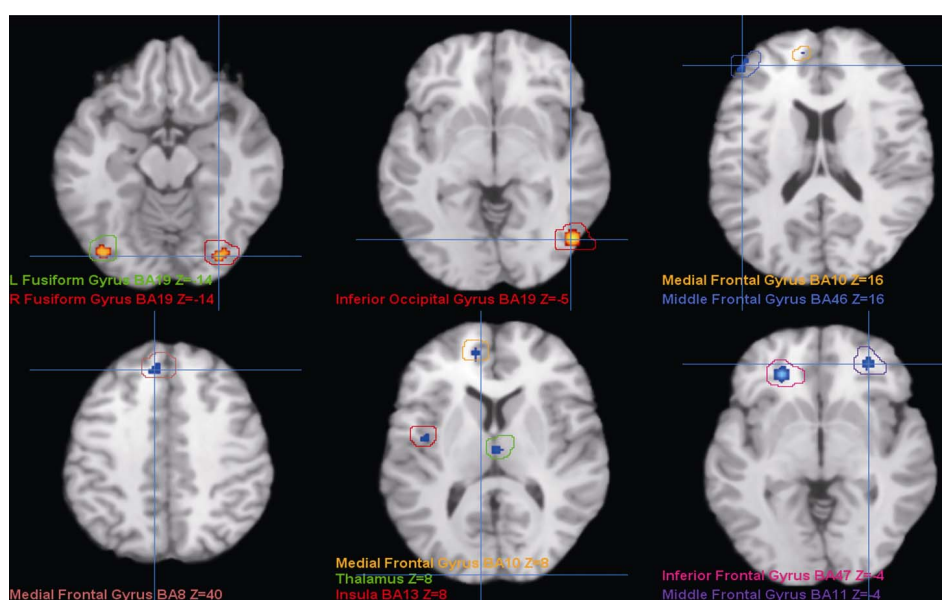 L Fusiform Gyrus BA19 Z=-14
R Fusiform Gyrus BA19 Z=-14
Inferior Occipital Gyrus BA19 Z=-5
Medial Frontal Gyrus BA10 Z=16
Middle Frontal Gyrus BA46 Z=16
Medial Frontal Gyrus BA8 Z=40
Medial Frontal Gyrus BA10 Z=8
Thalamus Z=8
Insula BA13 Z=8
Inferior Frontal Gyrus BA47 Z=-4
Middle Frontal Gyrus BA11 Z=-4